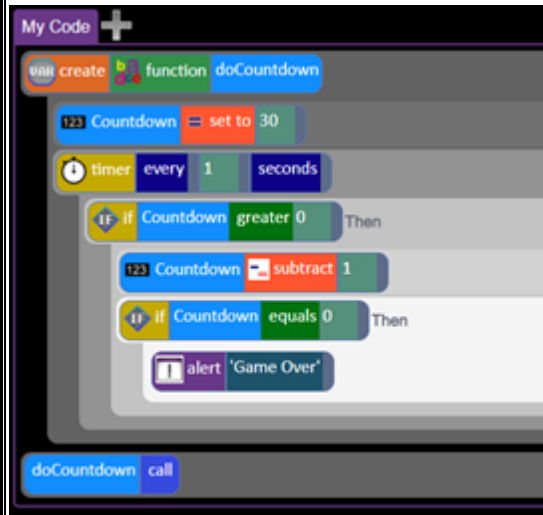 My Code
VAR create function doCountdown
123 Countdown = set to 30
timer every 1 seconds
IF if Countdown greater 0 Then
123 Countdown - subtract 1
IF if Countdown equals 0 Then
! alert 'Game Over'
doCountdown call